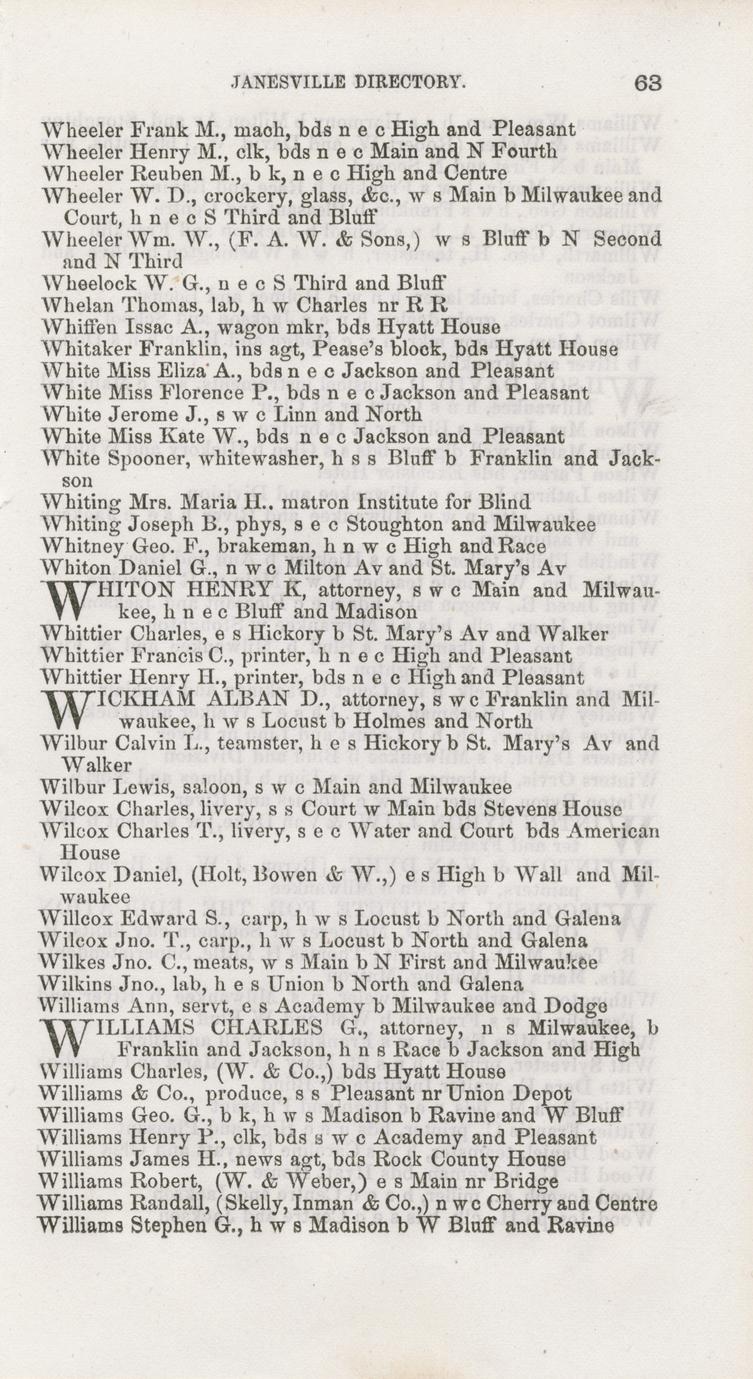 JANESVILLE DIRECTORY. 63
Wheeler Frank M., mach, bds n e c High and Pleasant
Wheeler Henry M., clk, bds n e c Main and N Fourth
Wheeler Reuben M., b k, n e c High and Centre
Wheeler W. D., crockery, glass, &c., w s Main b Milwaukee and
Court, h n e c S Third and Bluff
Wheeler Wm. W., (F. A. W. & Sons,) w s Bluff b N Second
and N Third
Wheelock W. G., n e c S Third and Bluff
Whelan Thomas, lab, h w Charles nr R R
Whiffen Issac A., wagon mkr, bds Hyatt House
Whitaker Franklin, ins agt, Pease's block, bds Hyatt House
White Miss Eliza A., bds n e c Jackson and Pleasant
White Miss Florence P., bds n e c Jackson and Pleasant
White Jerome J., s w c Linn and North
White Miss Kate W., bds n e c Jackson and Pleasant
White Spooner, whitewasher, h s s Bluff b Franklin and Jack-
son
Whiting Mrs. Maria H.. matron Institute for Blind
Whiting Joseph B., phys, s e c Stoughton and Milwaukee
Whitney Geo. F., brakeman, h n w c High and Race
Whiton Daniel G., n w c Milton Av and St. Mary's Av
WHITON HENRY K, attorney, s w c Main and Milwau-
kee, h n e c Bluff and Madison
Whittier Charles, e s Hickory b St. Mary's Av and Walker
Whittier Francis C., printer, h n e c High and Pleasant
Whittier Henry H., printer, bds n e c High and Pleasant
WICKHAM ALBAN D., attorney, s w c Franklin and Mil-
waukee, h w s Locust b Holmes and North
Wilbur Calvin L., teamster, h e s Hickory b St. Mary's Av and
Walker
Wilbur Lewis, saloon, s w c Main and Milwaukee
Wilcox Charles, livery, s s Court w Main bds Stevens House
Wilcox Charles T., livery, s e c Water and Court bds American
House
Wilcox Daniel, (Holt, Bowen & W.,) e s High b Wall and Mil-
waukee
Willcox Edward S., carp, h w s Locust b North and Galena
Wilcox Jno. T., carp., h w s Locust b North and Galena
Wilkes Jno. C., meats, w s Main b N First and Milwaukee
Wilkins Jno., lab, h e s Union b North and Galena
Williams Ann, servt, e s Academy b Milwaukee and Dodge
WILLIAMS CHARLES G., attorney, n s Milwaukee, b
Franklin and Jackson, h n s Race b Jackson and High
Williams Charles, (W. & Co.,) bds Hyatt House
Williams & Co., produce, s s Pleasant nr Union Depot
Williams Geo. G., b k, h w s Madison b Ravine and W Bluff
Williams Henry P., clk, bds s w c Academy and Pleasant
Williams James H., news agt, bds Rock County House
Williams Robert, (W. & Weber,) e s Main nr Bridge
Williams Randall, (Skelly, Inman & Co.,) n w c Cherry and Centre
Williams Stephen G., h w s Madison b W Bluff and Ravine